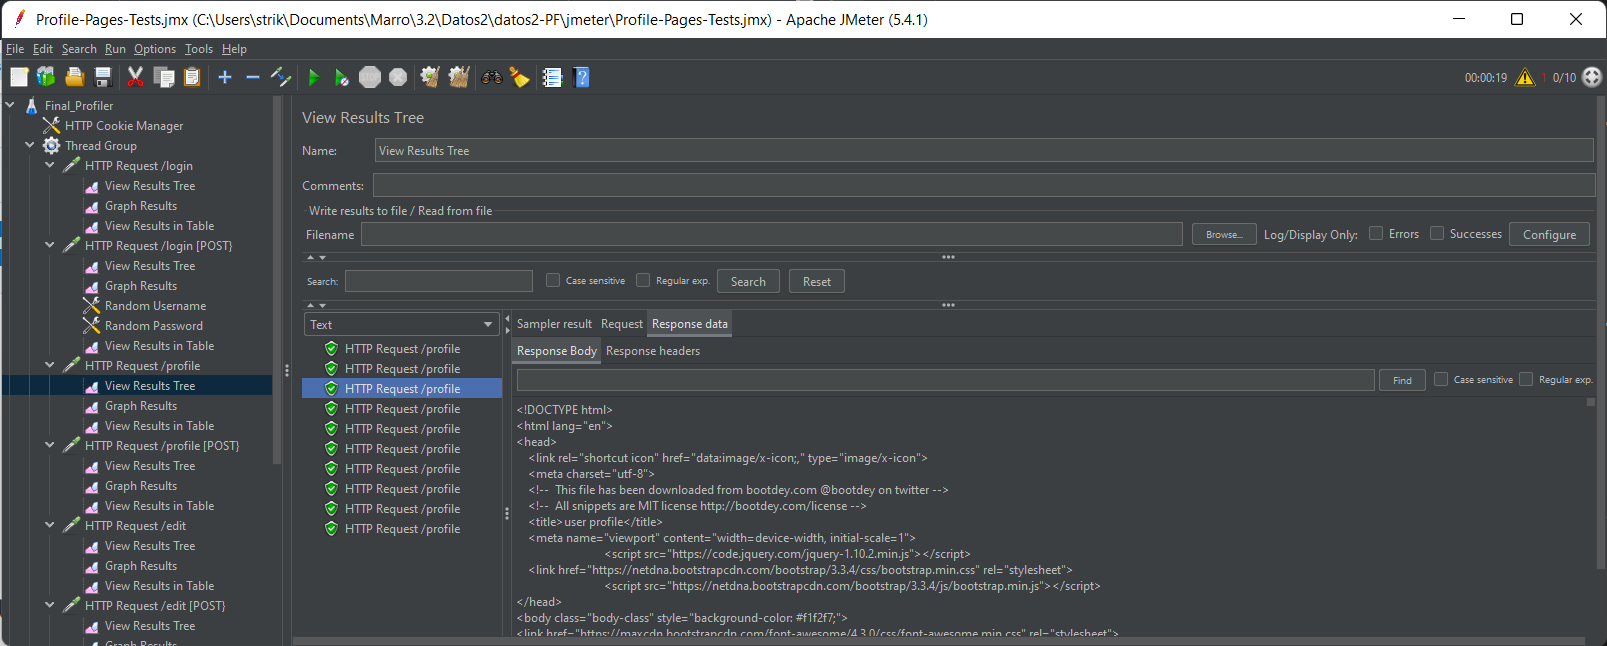 Profile-Pages-Tests.jmx (C:\Users\strik\Documents\Marro\3.2\Datos2\datos2-PF\jmeter\Profile-Pages-Tests.jmx) - Apache JMeter (5.4.1)
File Edit Search Run Options Tools Help
STOP
00:00:19 1 0/10
Final_Profiler
HTTP Cookie Manager
Thread Group
HTTP Request /login
View Results Tree
Graph Results
View Results in Table
HTTP Request /login [POST}
View Results Tree
Graph Results
Random Username
Random Password
View Results in Table
HTTP Request /profile
View Results Tree
Graph Results
View Results in Table
HTTP Request /profile [POST}
View Results Tree
Graph Results
View Results in Table
HTTP Request /edit
View Results Tree
Graph Results
View Results in Table
HTTP Request /edit [POST}
View Results Tree
Graph Results
View Results Tree
Name: View Results Tree
Comments:
Write results to file / Read from file
Filename Browse... Log/Display Only: Errors Successes Configure
Search: Case sensitive Regular exp. Search Reset
Text
HTTP Request /profile
HTTP Request /profile
HTTP Request /profile
HTTP Request /profile
HTTP Request /profile
HTTP Request /profile
HTTP Request /profile
HTTP Request /profile
HTTP Request /profile
HTTP Request /profile
Sampler result Request Response data
Response Body Response headers
Find Case sensitive Regular exp.
<!DOCTYPE html>
<html lang="en">
<head>
<link rel="shortcut icon" href="data:image/x-icon;," type="image/x-icon">
<meta charset="utf-8">
<!-- This file has been downloaded from bootdey.com @bootdey on twitter -->
<!-- All snippets are MIT license http://bootdey.com/license -->
<title>user profile</title>
<meta name="viewport" content="width=device-width, initial-scale=1">
<script src="https://code.jquery.com/jquery-1.10.2.min.js"></script>
<link href="https://netdna.bootstrapcdn.com/bootstrap/3.3.4/css/bootstrap.min.css" rel="stylesheet">
<script src="https://netdna.bootstrapcdn.com/bootstrap/3.3.4/js/bootstrap.min.js"></script>
</head>
<body class="body-class" style="background-color: #f1f2f7;">
<link href="https://maxcdn.bootstrapcdn.com/font-awesome/4.3.0/css/font-awesome.min.css" rel="stylesheet">